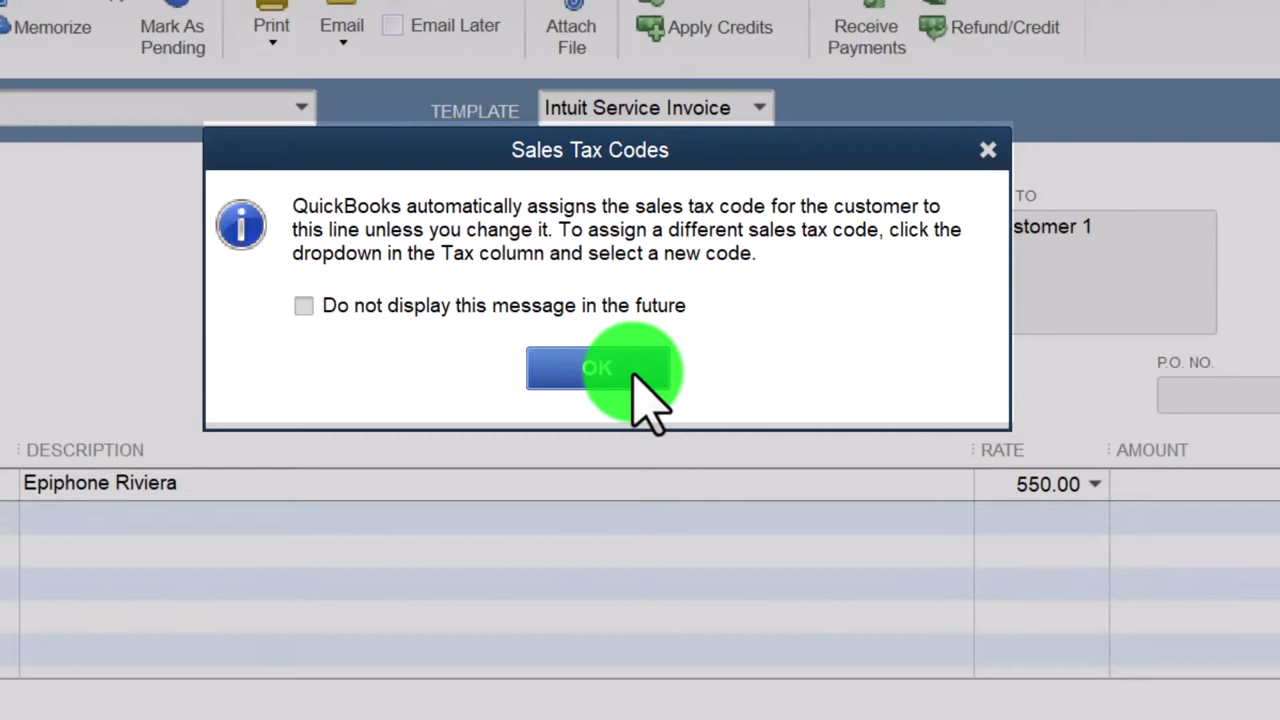 Memorize
Mark As
Pending
Print
Email
Email Later
Attach
File
Apply Credits
Receive
Payments
Refund/Credit
TEMPLATE
Intuit Service Invoice
Sales Tax Codes
QuickBooks automatically assigns the sales tax code for the customer to
this line unless you change it. To assign a different sales tax code, click the
dropdown in the Tax column and select a new code.
Do not display this message in the future
OK
TO
stomer 1
P.O. NO.
DESCRIPTION
RATE
AMOUNT
Epiphone Riviera
550.00